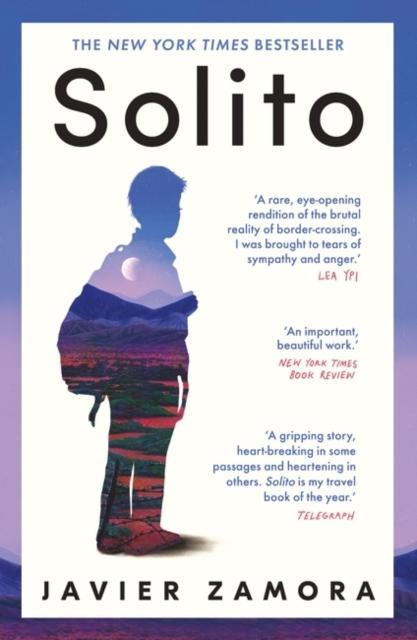 THE NEW YORK TIMES BESTSELLER
Solito
‘A rare, eye-opening
rendition of the brutal
reality of border-crossing.
I was brought to tears of
sympathy and anger.’
LEA YPI
‘An important,
beautiful work.’
NEW YORK TIMES
BOOK REVIEW
‘A gripping story,
heart-breaking in some
passages and heartening in
others. Solito is my travel
book of the year.’
TELEGRAPH
JAVIER ZAMORA